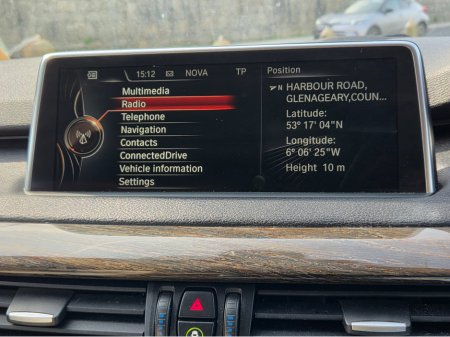 15:12 NOVA TP Position
Multimedia
Radio
Telephone
Navigation
Contacts
ConnectedDrive
Vehicle information
Settings
N HARBOUR ROAD,
GLENAGEARY,COUN...
Latitude:
53° 17' 04"N
Longitude:
6° 06' 25"W
Height 10 m